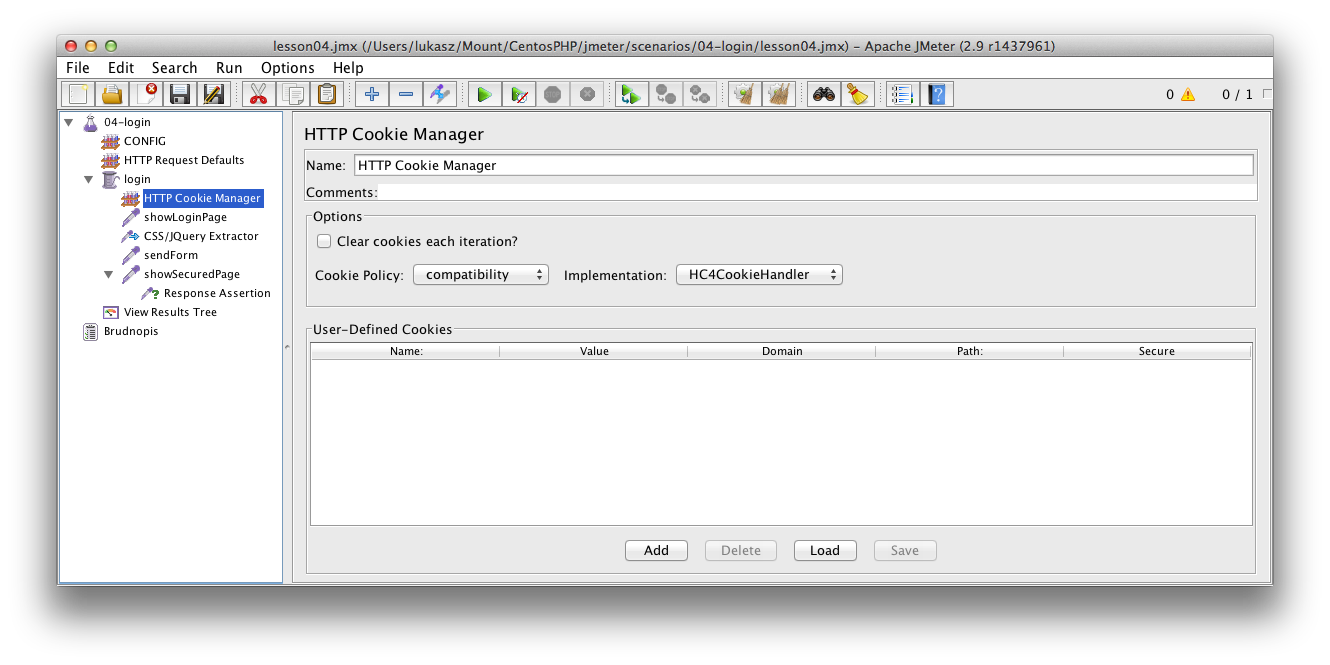 lesson04.jmx (/Users/lukasz/Mount/CentosPHP/jmeter/scenarios/04-login/lesson04.jmx) – Apache JMeter (2.9 r1437961)
File Edit Search Run Options Help
0 0 / 1
04-login
CONFIG
HTTP Request Defaults
login
HTTP Cookie Manager
showLoginPage
CSS/JQuery Extractor
sendForm
showSecuredPage
Response Assertion
View Results Tree
Brudnopis
HTTP Cookie Manager
Name: HTTP Cookie Manager
Comments:
Options
Clear cookies each iteration?
Cookie Policy: compatibility Implementation: HC4CookieHandler
User-Defined Cookies
Name: Value Domain Path: Secure
Add Delete Load Save